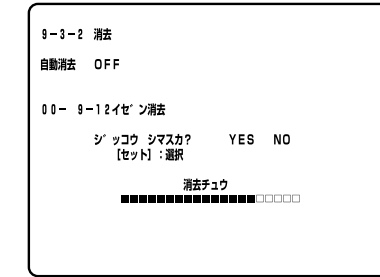 9－3－2 消去
自動消去 OFF
00－ 9－12イゼン消去
ジッコウ シマスカ? YES NO
［セット］：選択
消去チュウ